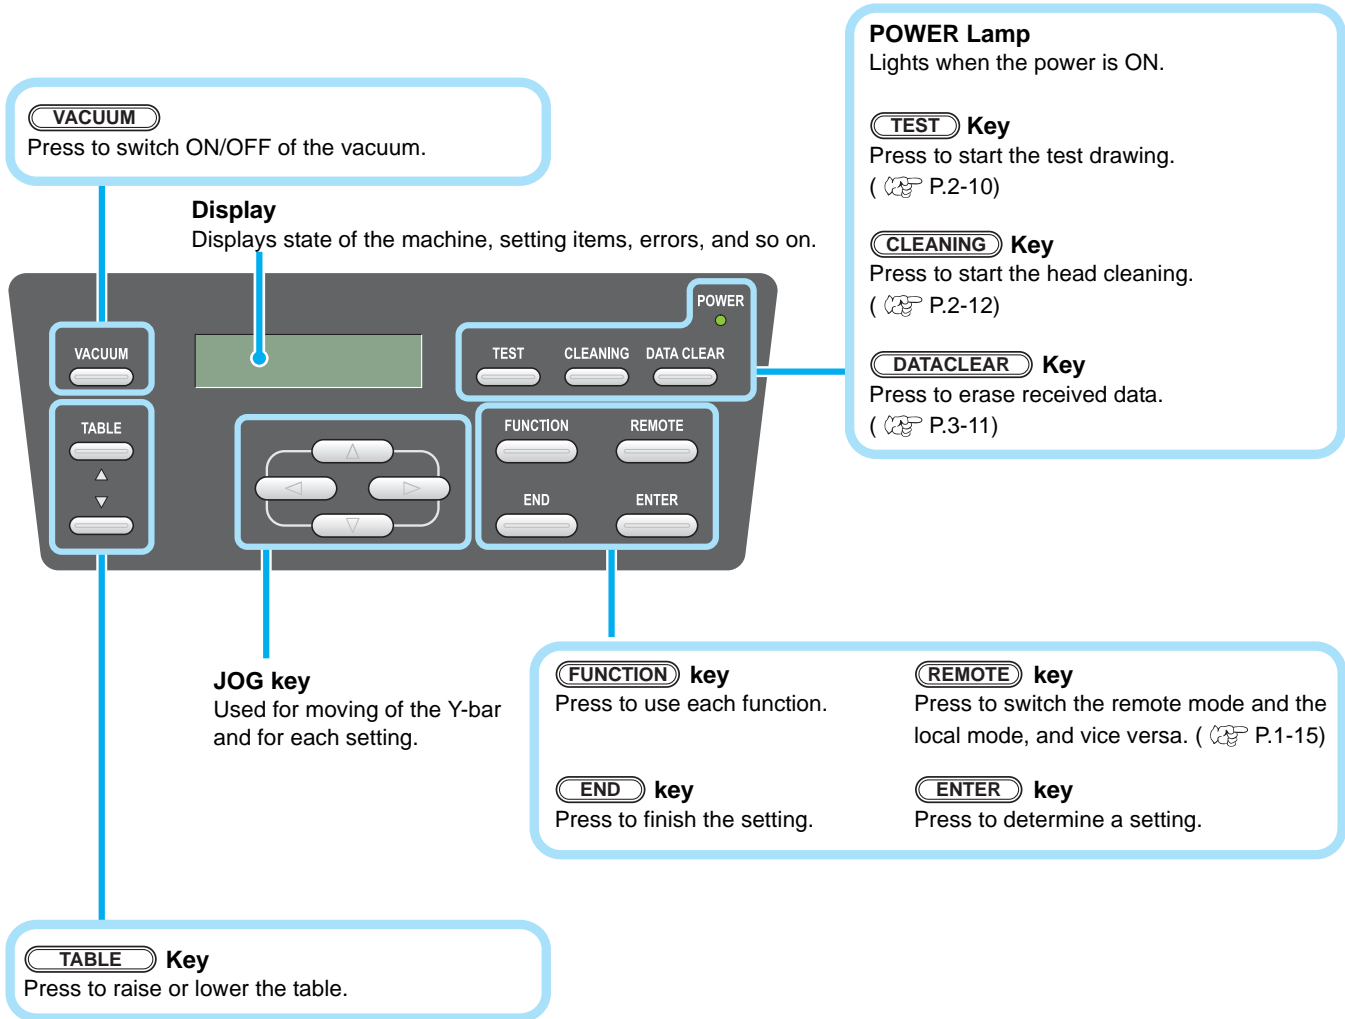 POWER Lamp
Lights when the power is ON.
TEST Key
Press to start the test drawing.
( P.2-10)
CLEANING Key
Press to start the head cleaning.
( P.2-12)
DATACLEAR Key
Press to erase received data.
( P.3-11)
VACUUM
Press to switch ON/OFF of the vacuum.
Display
Displays state of the machine, setting items, errors, and so on.
POWER
VACUUM
TEST CLEANING DATA CLEAR
TABLE
FUNCTION REMOTE
END ENTER
JOG key
Used for moving of the Y-bar
and for each setting.
FUNCTION key
Press to use each function.
REMOTE key
Press to switch the remote mode and the
local mode, and vice versa. ( P.1-15)
END key
Press to finish the setting.
ENTER key
Press to determine a setting.
TABLE Key
Press to raise or lower the table.